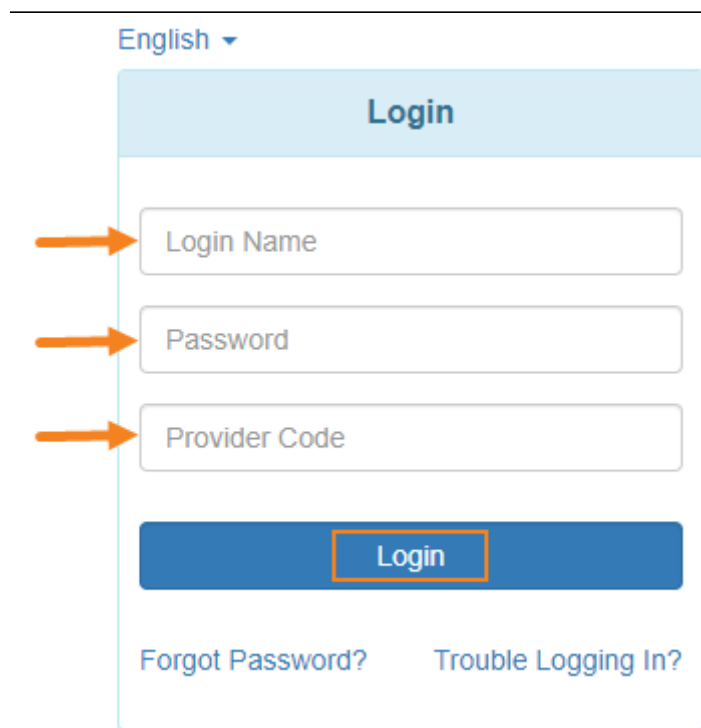 English
Login
Login Name
Password
Provider Code
Login
Forgot Password? Trouble Logging In?